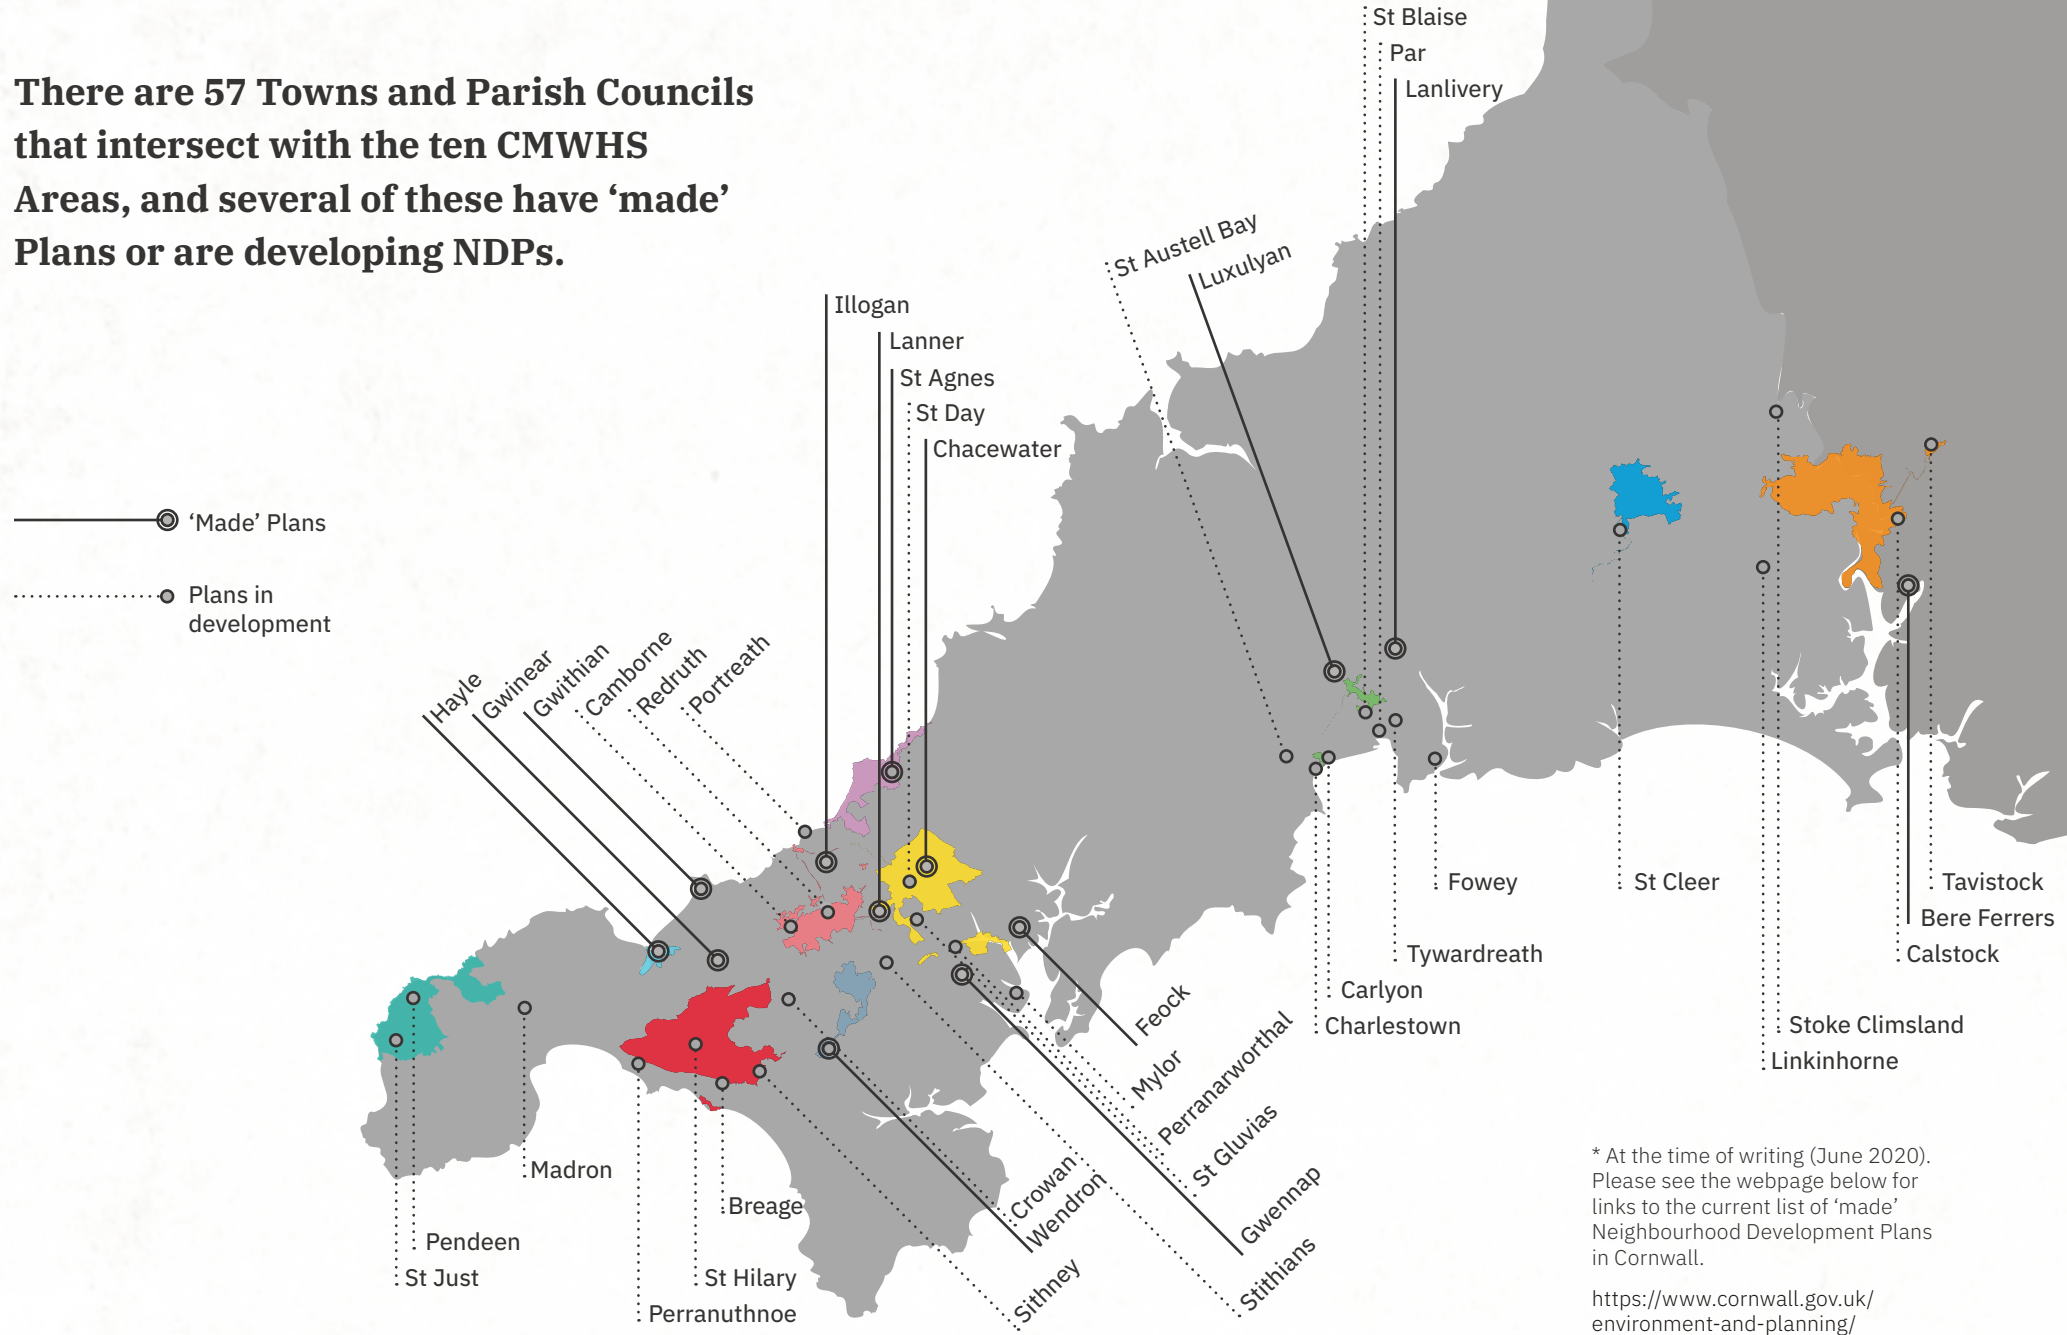 There are 57 Towns and Parish Councils
that intersect with the ten CMWHS
Areas, and several of these have ‘made’
Plans or are developing NDPs.
‘Made’ Plans
Plans in
development
St Blaise
Par
Lanlivery
St Austell Bay
Luxulyan
Illogan
Lanner
St Agnes
St Day
Chacewater
Hayle
Gwinear
Gwithian
Camborne
Redruth
Portreath
Fowey
St Cleer
Tavistock
Bere Ferrers
Calstock
Tywardreath
Carlyon
Charlestown
Stoke Climsland
Linkinhorne
Feock
Mylor
Perranarworthal
St Gluvias
Gwennap
Stithians
Crowan
Wendron
Sithney
Madron
Breage
Pendeen
St Just
St Hilary
Perranuthnoe
* At the time of writing (June 2020).
Please see the webpage below for
links to the current list of ‘made’
Neighbourhood Development Plans
in Cornwall.
https://www.cornwall.gov.uk/
environment-and-planning/